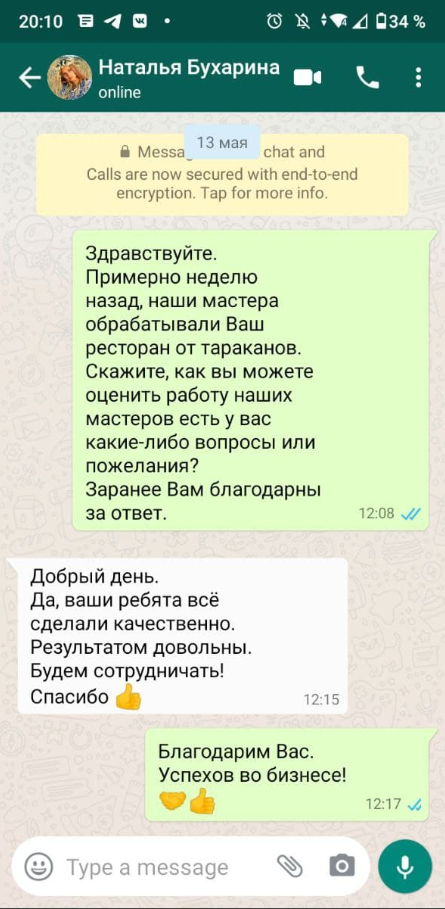 20:10
34 %
Наталья Бухарина
online
13 мая
chat and
Calls are now secured with end-to-end
encryption. Tap for more info.
Здравствуйте.
Примерно неделю
назад, наши мастера
обрабатывали Ваш
ресторан от тараканов.
Скажите, как вы можете
оценить работу наших
мастеров есть у вас
какие-либо вопросы или
пожелания?
Заранее Вам благодарны
за ответ.
12:08
Добрый день.
Да, ваши ребята всё
сделали качественно.
Результатом довольны.
Будем сотрудничать!
Спасибо 👍
12:15
Благодарим Вас.
Успехов во бизнесе!
🤝👍
12:17
Type a message